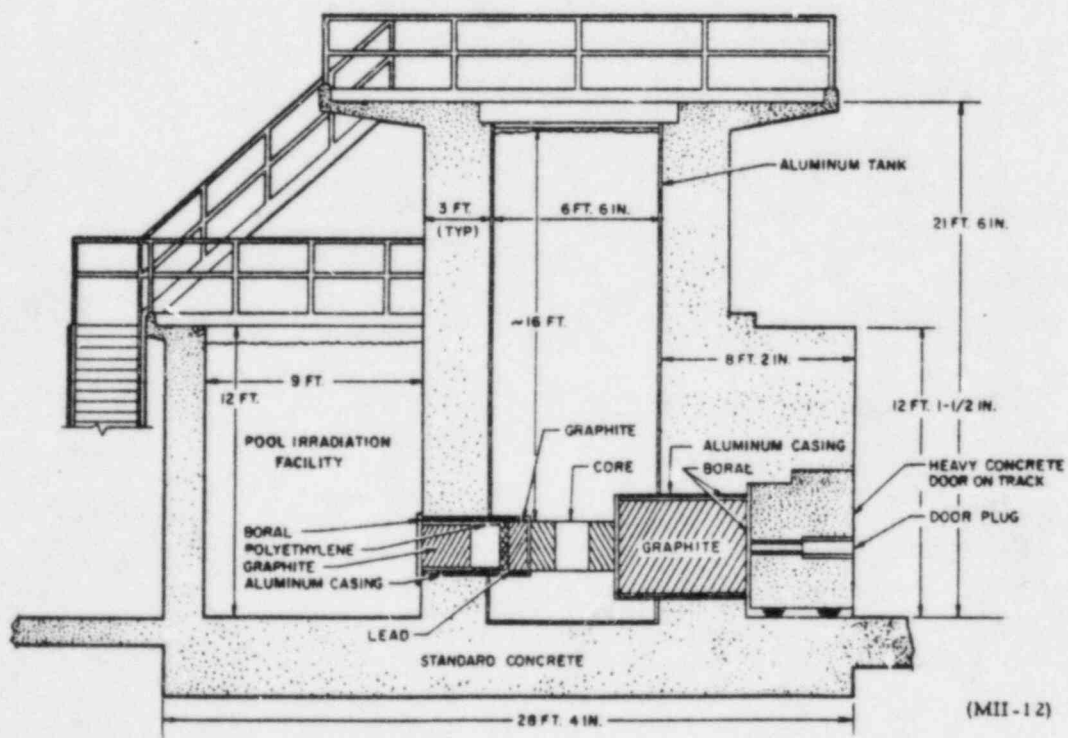 ALUMINUM TANK
3 FT.
(TYP)
6 FT. 6 IN.
21 FT. 6 IN.
~16 FT.
8 FT. 2 IN.
9 FT.
12 FT.
12 FT. 1-1/2 IN.
POOL IRRADIATION
FACILITY
GRAPHITE
CORE
ALUMINUM CASING
BORAL
HEAVY CONCRETE
DOOR ON TRACK
DOOR PLUG
BORAL
POLYETHYLENE
GRAPHITE
ALUMINUM CASING
GRAPHITE
LEAD
STANDARD CONCRETE
28 FT. 4 IN.
(MII-12)